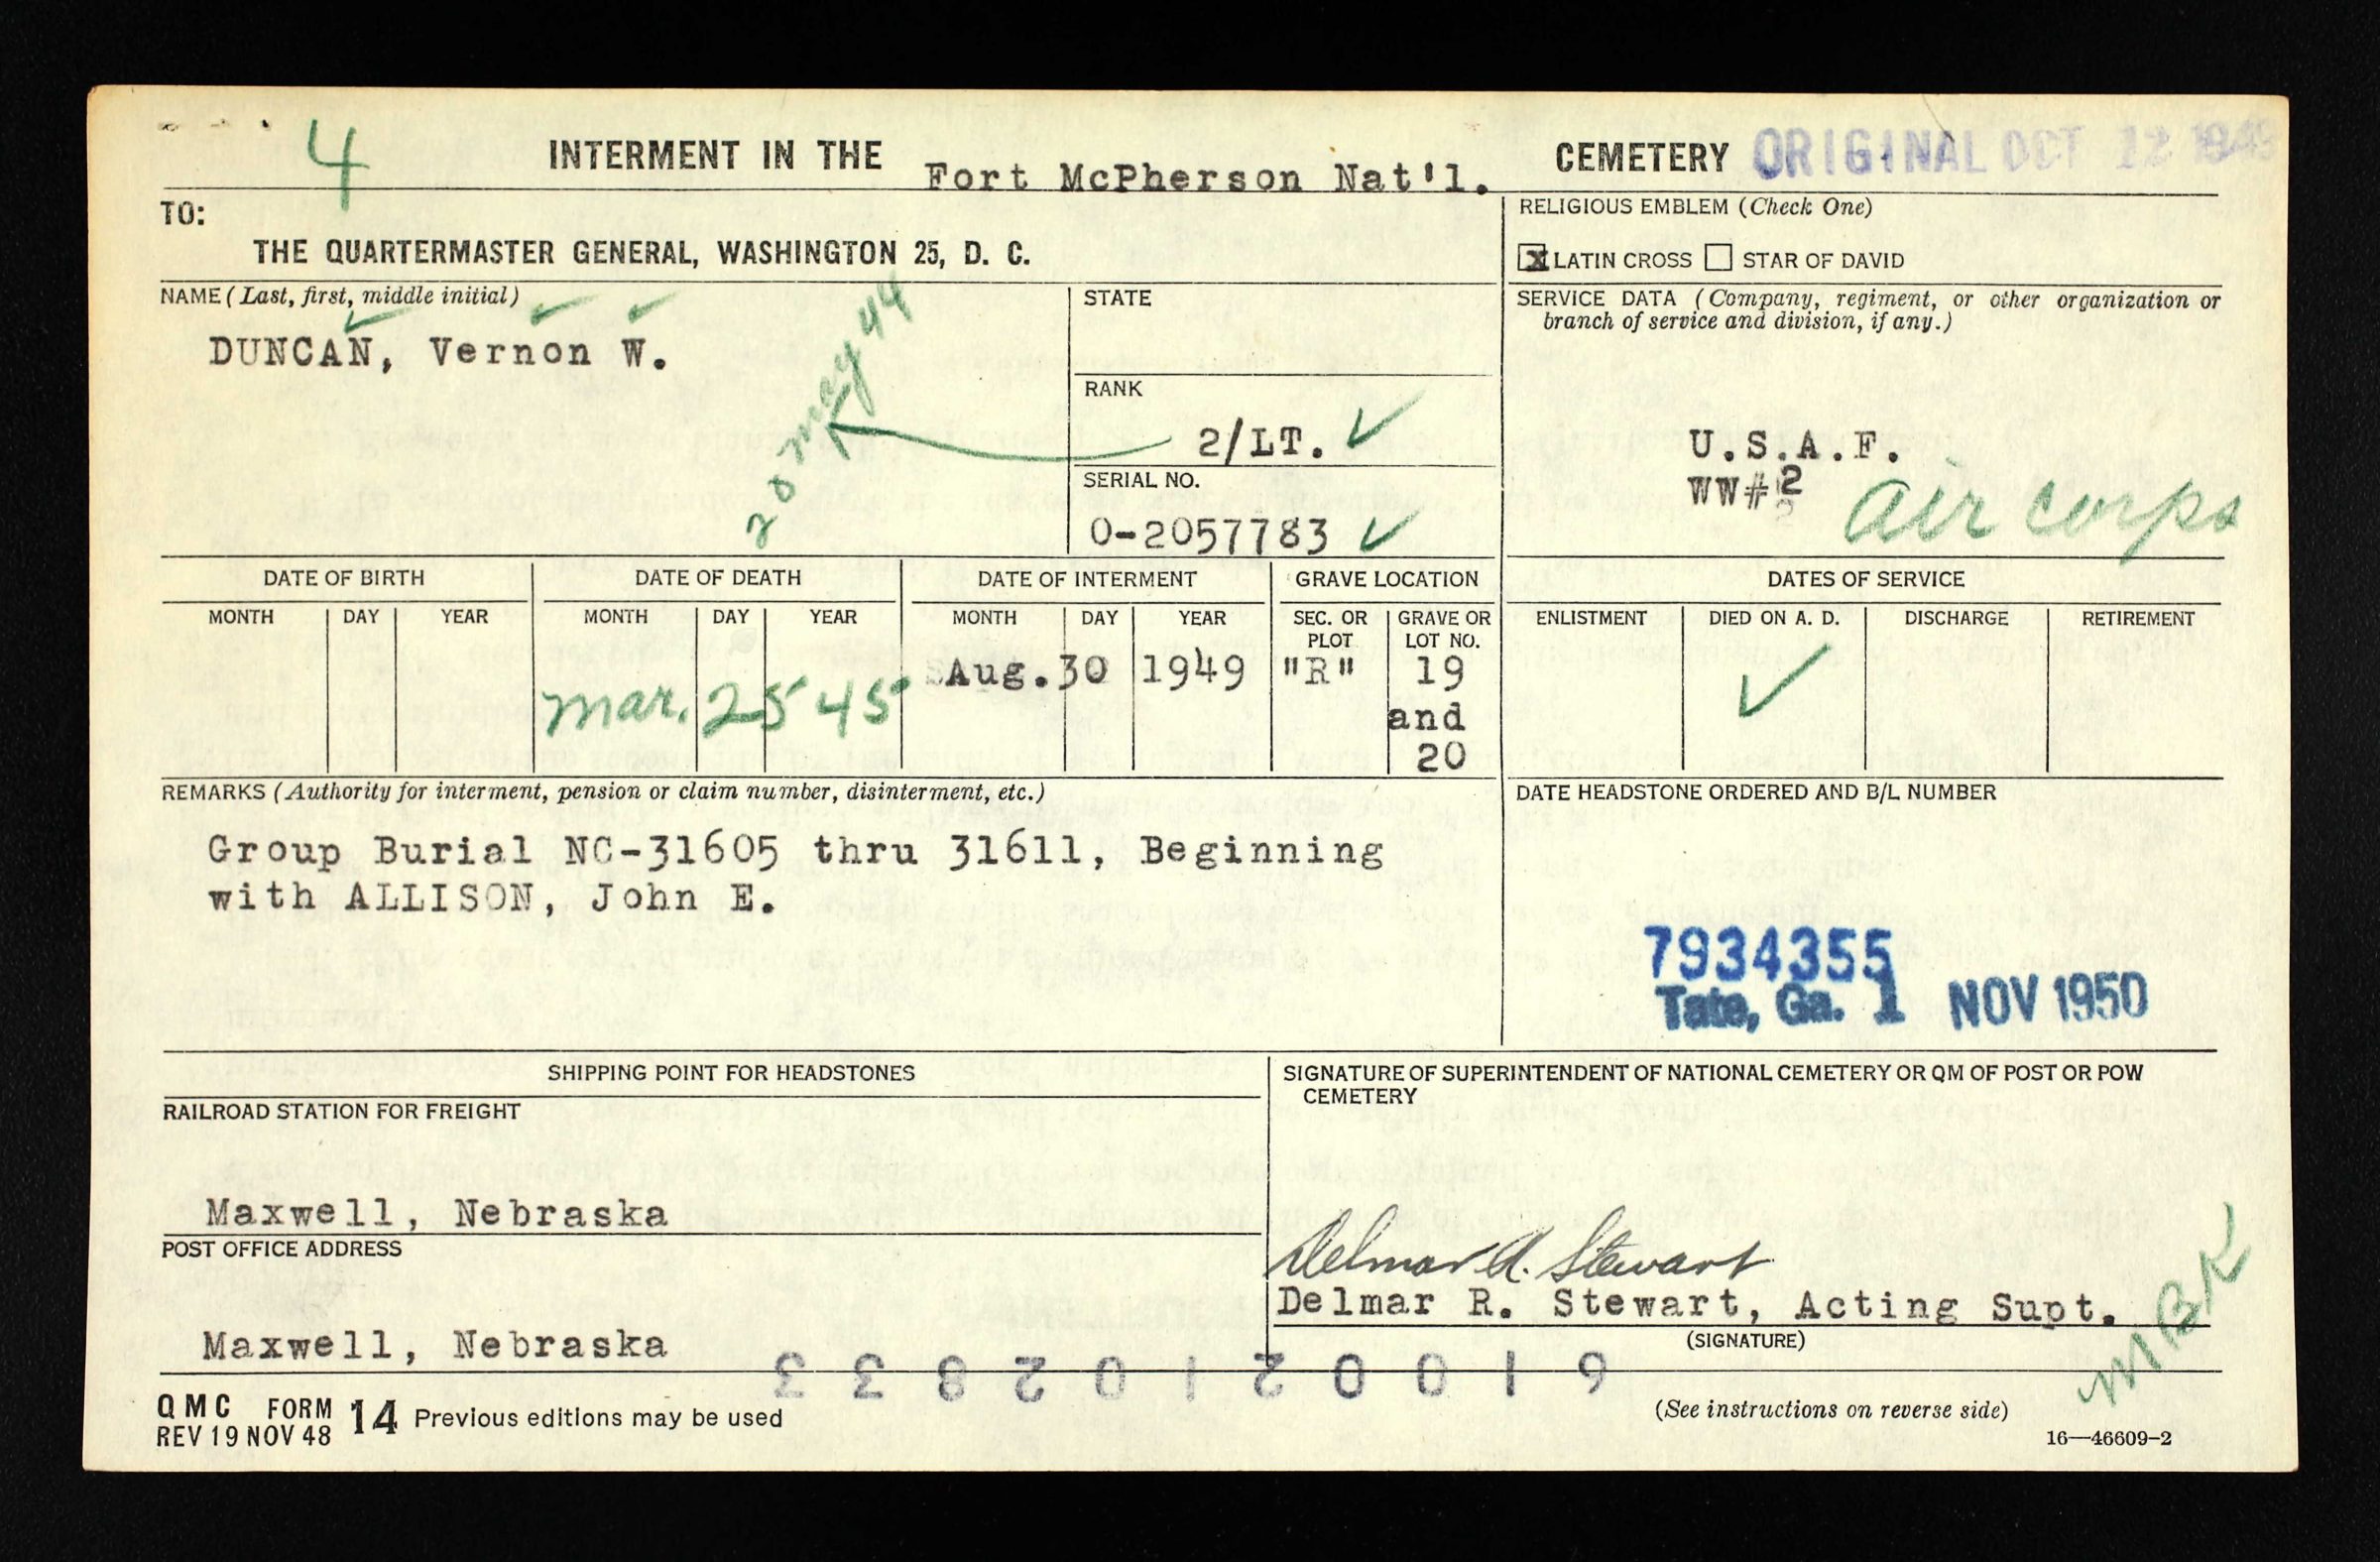 4 INTERMENT IN THE Fort McPherson Nat'l. CEMETERY ORIGINAL OCT 12 1949
TO:
THE QUARTERMASTER GENERAL, WASHINGTON 25, D. C.
RELIGIOUS EMBLEM (Check One)
X LATIN CROSS STAR OF DAVID
NAME (Last, first, middle initial)
DUNCAN, Vernon W.
20 may 44
STATE
RANK
2/LT.
SERIAL NO.
O-2057783
SERVICE DATA (Company, regiment, or other organization or
branch of service and division, if any.)
U.S.A.F.
WW#2 air corps
DATE OF BIRTH DATE OF DEATH DATE OF INTERMENT GRAVE LOCATION DATES OF SERVICE
MONTH DAY YEAR MONTH DAY YEAR MONTH DAY YEAR SEC. OR PLOT GRAVE OR LOT NO. ENLISTMENT DIED ON A. D. DISCHARGE RETIREMENT
mar. 25 45 Aug. 30 1949 "R" 19
and
20
REMARKS (Authority for interment, pension or claim number, disinterment, etc.)
Group Burial NC-31605 thru 31611, Beginning
with ALLISON, John E.
DATE HEADSTONE ORDERED AND B/L NUMBER
7934355
Tate, Ga. 1 NOV 1950
SHIPPING POINT FOR HEADSTONES
RAILROAD STATION FOR FREIGHT
Maxwell, Nebraska
POST OFFICE ADDRESS
Maxwell, Nebraska
SIGNATURE OF SUPERINTENDENT OF NATIONAL CEMETERY OR QM OF POST OR POW
CEMETERY
Delmar R. Stewart
Delmar R. Stewart, Acting Supt.
(SIGNATURE)
MBK
61002102833
QMC FORM 14 Previous editions may be used
REV 19 NOV 48
(See instructions on reverse side)
16—46609-2